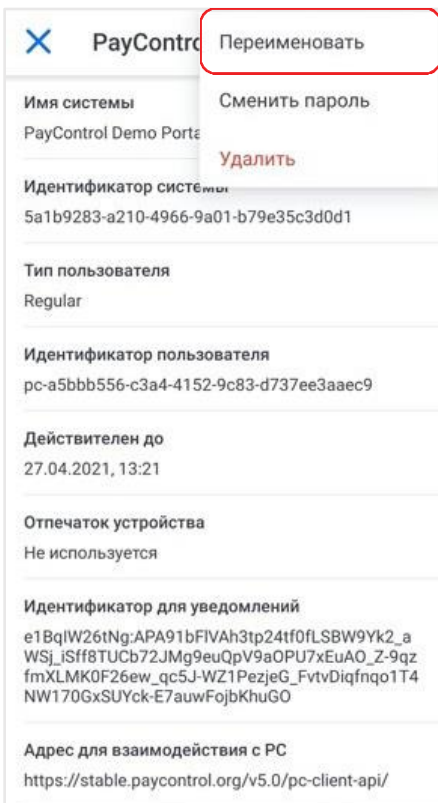 PayContro
Переименовать
Сменить пароль
Удалить
Имя системы
PayControl Demo Porta
Идентификатор системы
5a1b9283-a210-4966-9a01-b79e35c3d0d1
Тип пользователя
Regular
Идентификатор пользователя
pc-a5bbb556-c3a4-4152-9c83-d737ee3aaec9
Действителен до
27.04.2021, 13:21
Отпечаток устройства
Не используется
Идентификатор для уведомлений
e1BqIW26tNg:APA91bFlVAh3tp24tf0fLSBW9Yk2_a
WSj_iSff8TUCb72JMg9euQpV9aOPU7xEuAO_Z-9qz
fmXLMK0F26ew_qc5J-WZ1PezjeG_FvtvDiqfnqo1T4
NW170GxSUYck-E7auwFojbKhuGO
Адрес для взаимодействия с PC
https://stable.paycontrol.org/v5.0/pc-client-api/